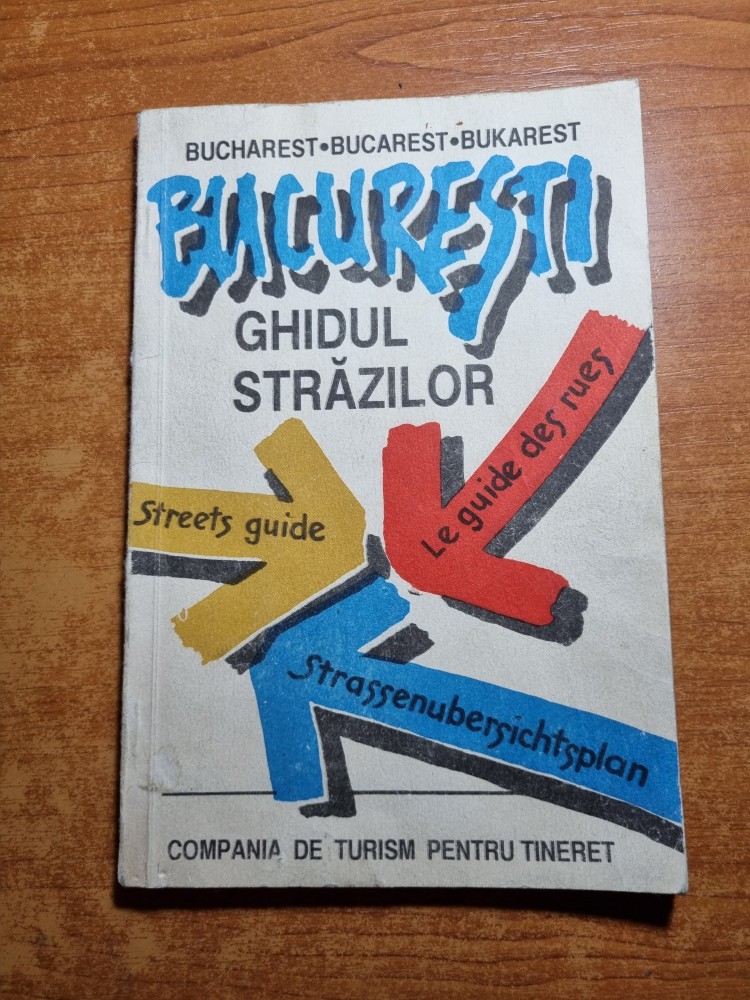 BUCHAREST•BUCAREST•BUKAREST
BUCUREȘTI
GHIDUL
STRĂZILOR
Le guide des rues
Streets guide
Strassenubersichtsplan
COMPANIA DE TURISM PENTRU TINERET